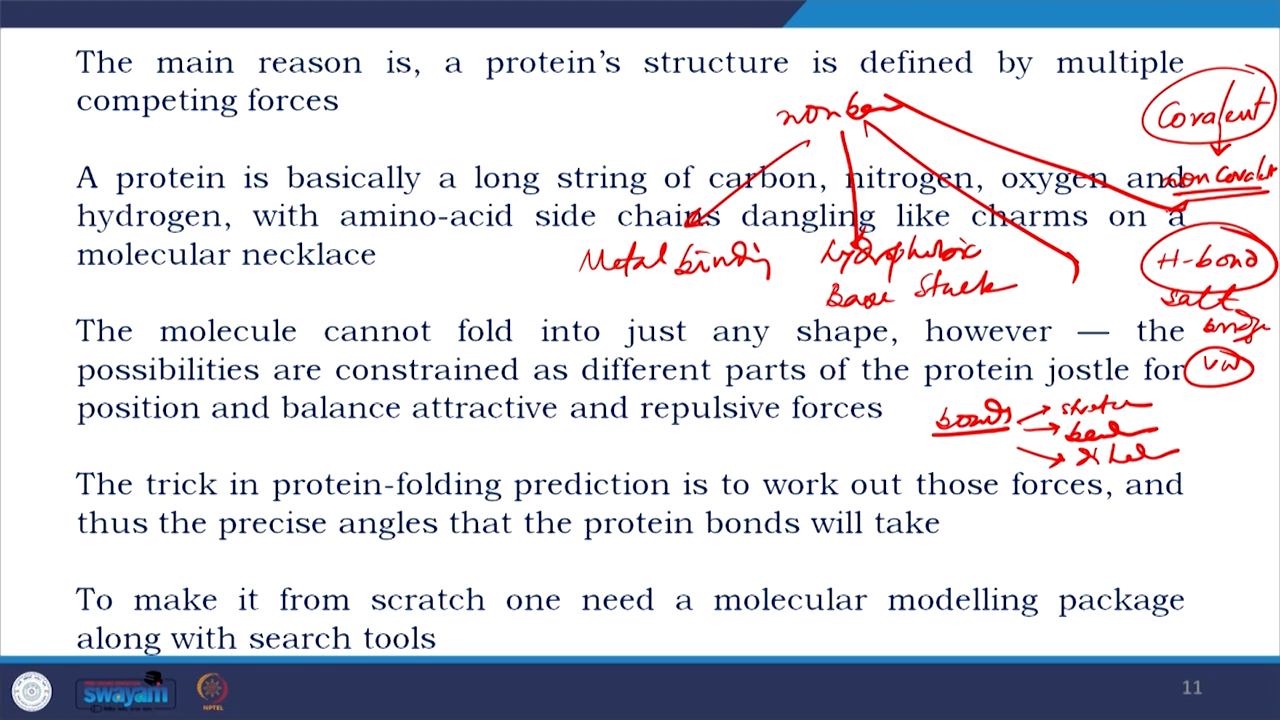 The main reason is, a protein’s structure is defined by multiple
competing forces
non bon
Covalent
A protein is basically a long string of carbon, nitrogen, oxygen and
non Covalent
hydrogen, with amino-acid side chains dangling like charms on a
molecular necklace
Metal binding
hydrophobic
Base Stack
H-bond
salt
bridge
The molecule cannot fold into just any shape, however — the
possibilities are constrained as different parts of the protein jostle for
position and balance attractive and repulsive forces
bonds
bend
The trick in protein-folding prediction is to work out those forces, and
thus the precise angles that the protein bonds will take
To make it from scratch one need a molecular modelling package
along with search tools
swayam
NPTEL
11